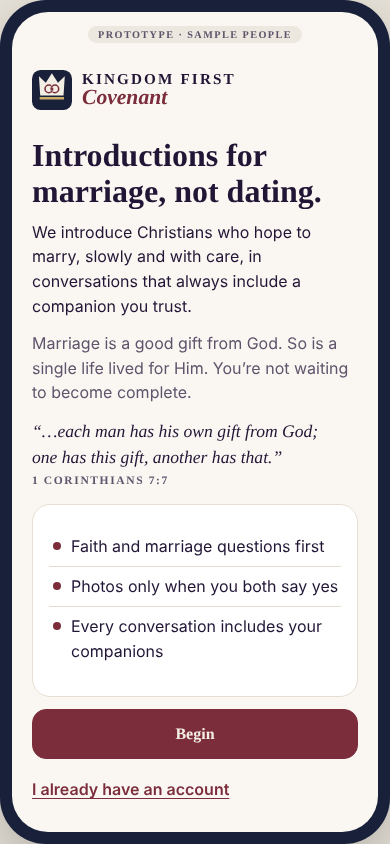 PROTOTYPE · SAMPLE PEOPLE
KINGDOM FIRST
Covenant
Introductions for
marriage, not dating.
We introduce Christians who hope to
marry, slowly and with care, in
conversations that always include a
companion you trust.
Marriage is a good gift from God. So is a
single life lived for Him. You’re not waiting
to become complete.
“…each man has his own gift from God;
one has this gift, another has that.”
1 CORINTHIANS 7:7
Faith and marriage questions first
Photos only when you both say yes
Every conversation includes your
companions
Begin
I already have an account